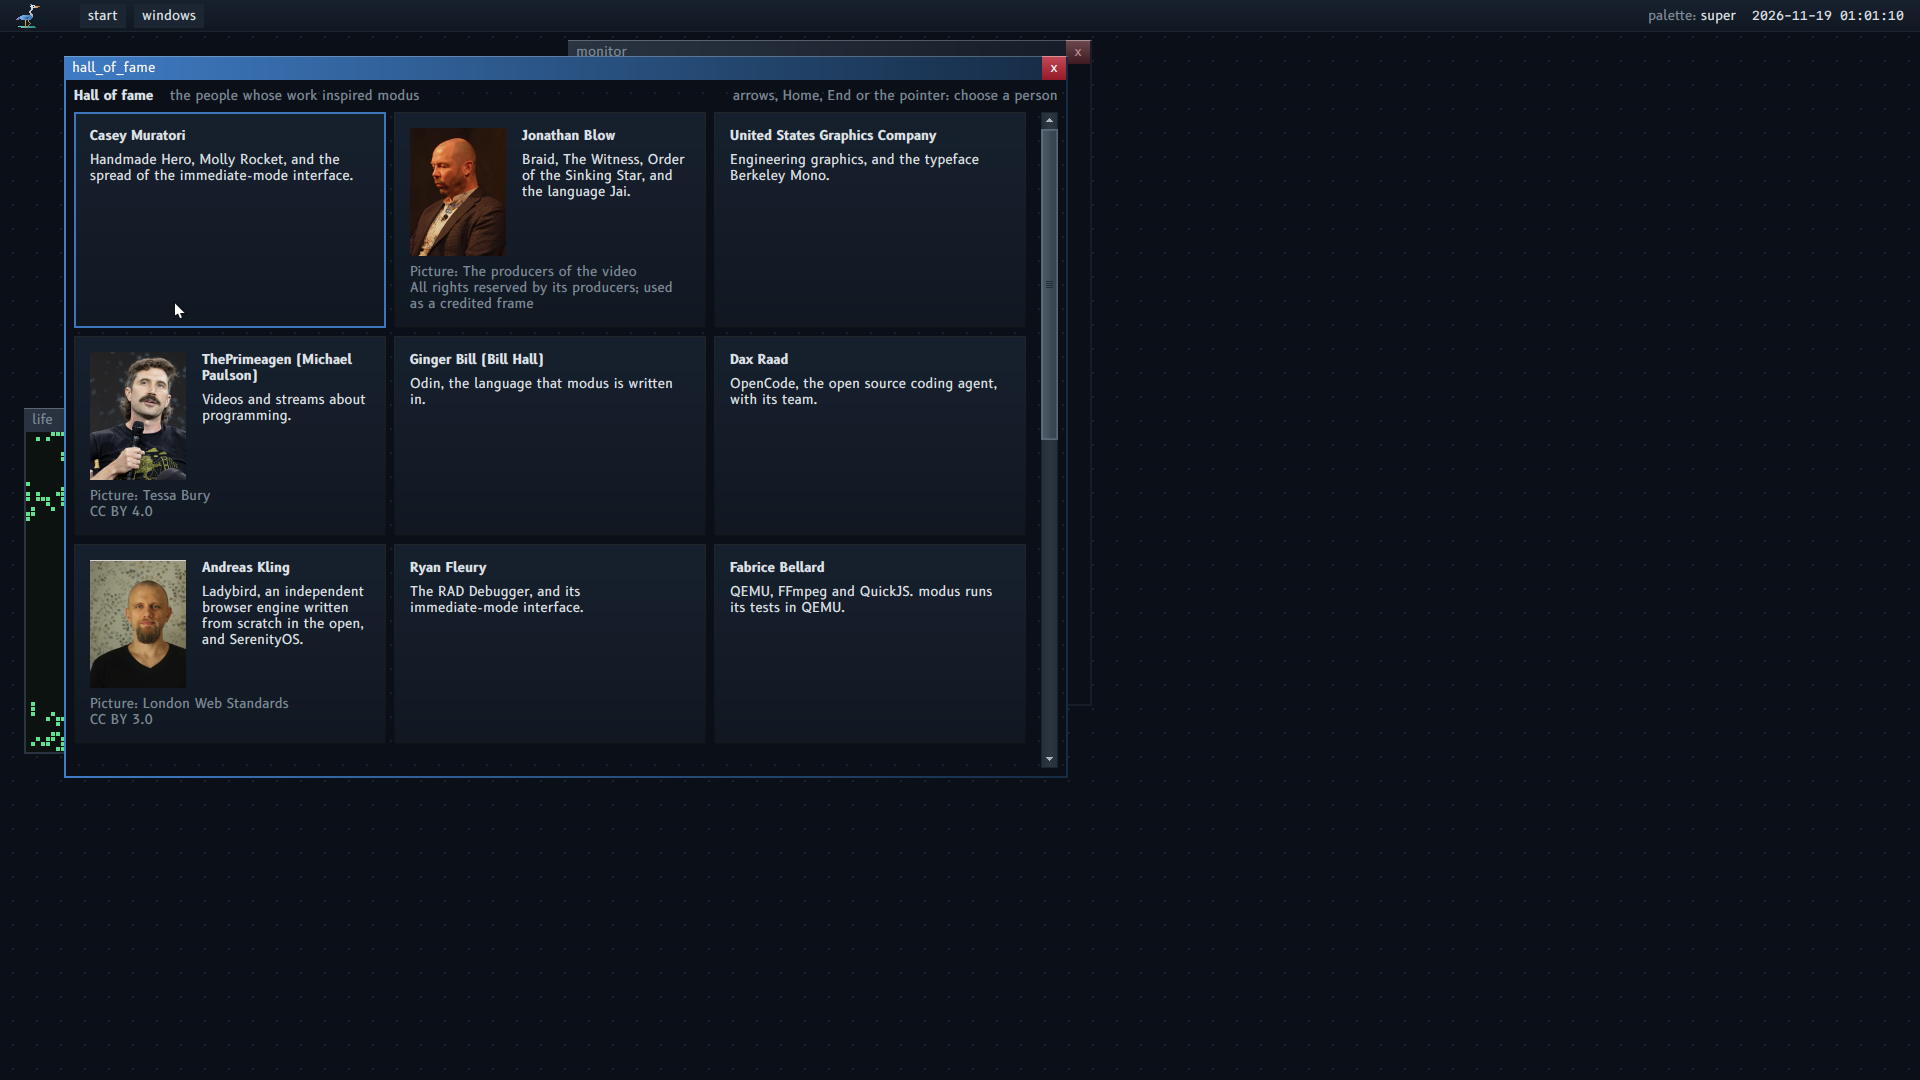 start windows palette: super 2026-11-19 01:01:10
monitor x
hall_of_fame x
Hall of fame the people whose work inspired modus arrows, Home, End or the pointer: choose a person
Casey Muratori
Handmade Hero, Molly Rocket, and the
spread of the immediate-mode interface.
Jonathan Blow
Braid, The Witness, Order
of the Sinking Star, and
the language Jai.
Picture: The producers of the video
All rights reserved by its producers; used
as a credited frame
United States Graphics Company
Engineering graphics, and the typeface
Berkeley Mono.
ThePrimeagen (Michael
Paulson)
Videos and streams about
programming.
Picture: Tessa Bury
CC BY 4.0
Ginger Bill (Bill Hall)
Odin, the language that modus is written
in.
Dax Raad
OpenCode, the open source coding agent,
with its team.
life
Andreas Kling
Ladybird, an independent
browser engine written
from scratch in the open,
and SerenityOS.
Picture: London Web Standards
CC BY 3.0
Ryan Fleury
The RAD Debugger, and its
immediate-mode interface.
Fabrice Bellard
QEMU, FFmpeg and QuickJS. modus runs
its tests in QEMU.